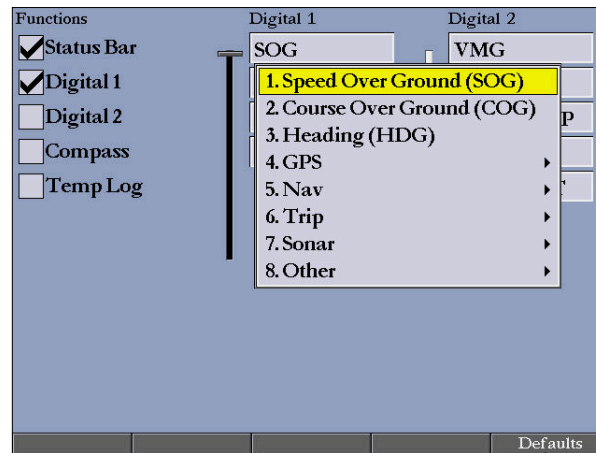 Functions
Digital 1
Digital 2
Status Bar
SOG
VMG
Digital 1
Digital 2
Compass
Temp Log
1. Speed Over Ground (SOG)
2. Course Over Ground (COG)
3. Heading (HDG)
4. GPS
5. Nav
6. Trip
7. Sonar
8. Other
P
Defaults